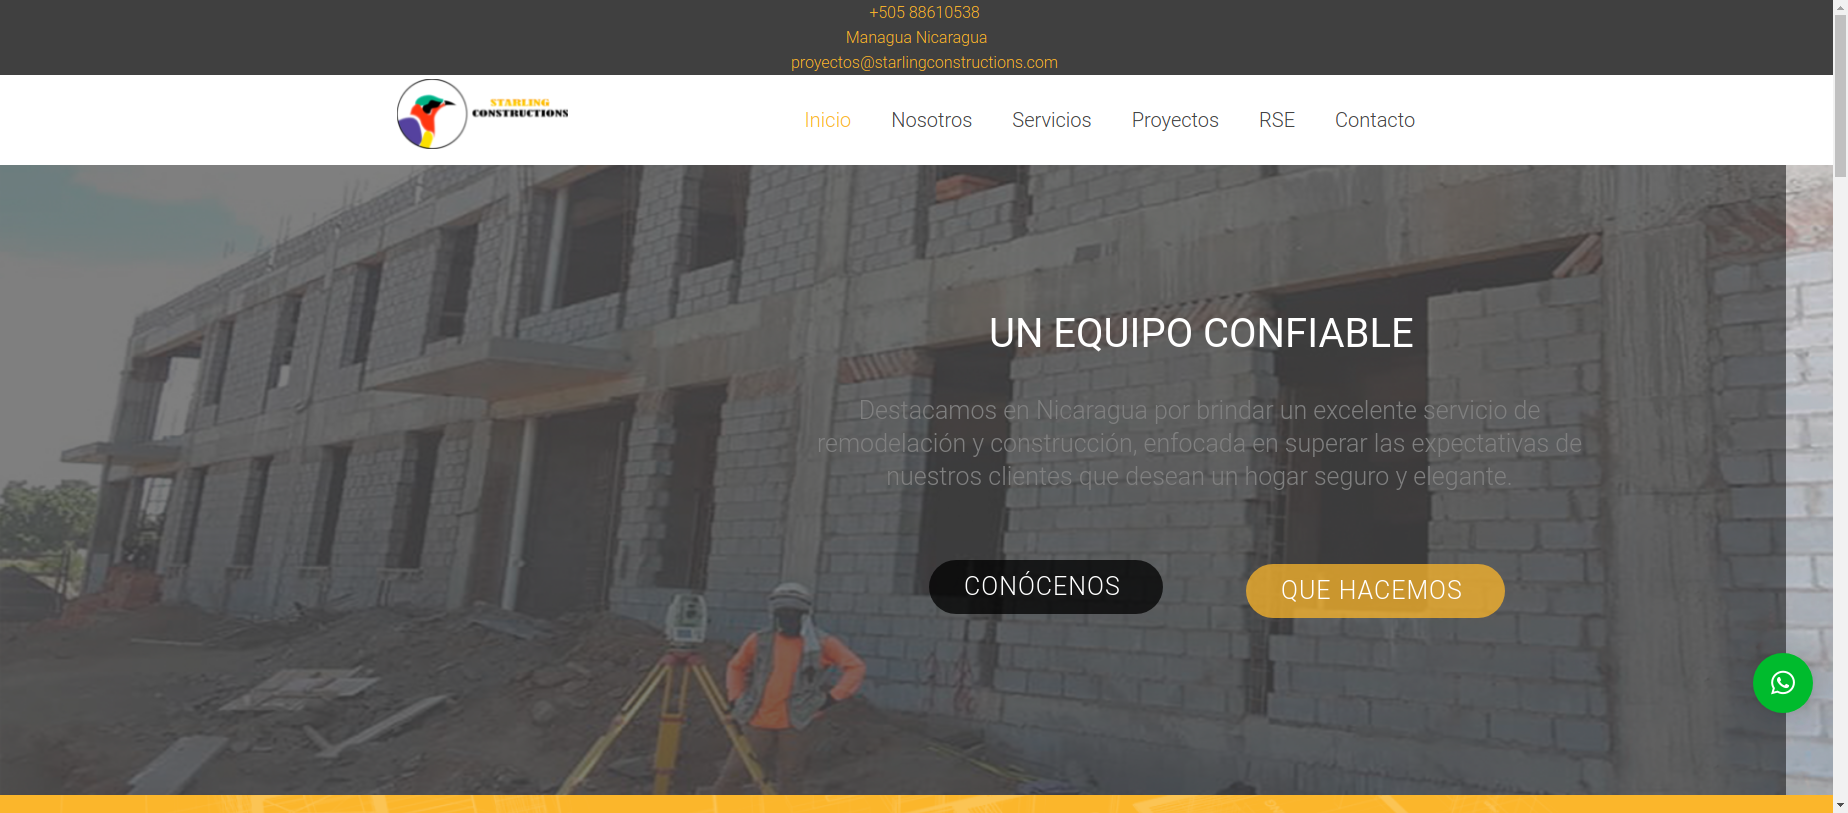 +505 88610538
Managua Nicaragua
proyectos@starlingconstructions.com
STARLING
CONSTRUCTIONS
Inicio Nosotros Servicios Proyectos RSE Contacto
UN EQUIPO CONFIABLE
Destacamos en Nicaragua por brindar un excelente servicio de
remodelación y construcción, enfocada en superar las expectativas de
nuestros clientes que desean un hogar seguro y elegante.
CONÓCENOS
QUE HACEMOS